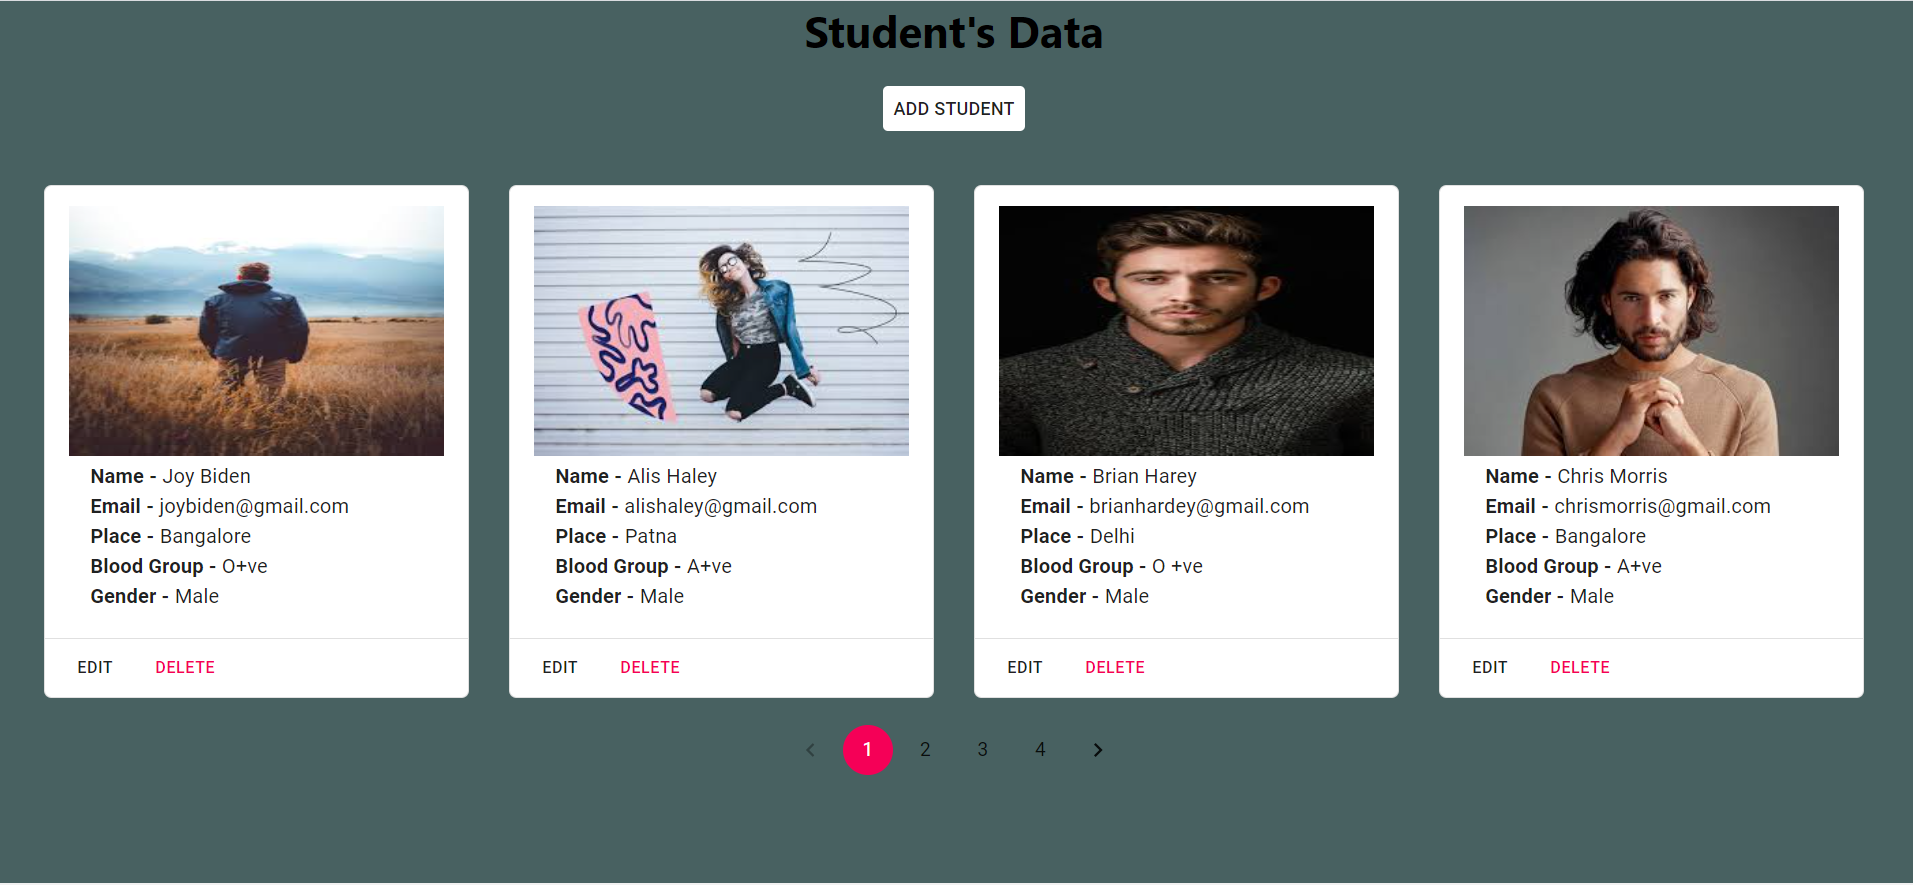 Student's Data
ADD STUDENT
Name - Joy Biden
Email - joybiden@gmail.com
Place - Bangalore
Blood Group - O+ve
Gender - Male
EDIT DELETE
Name - Alis Haley
Email - alishaley@gmail.com
Place - Patna
Blood Group - A+ve
Gender - Male
EDIT DELETE
Name - Brian Harey
Email - brianhardey@gmail.com
Place - Delhi
Blood Group - O +ve
Gender - Male
EDIT DELETE
Name - Chris Morris
Email - chrismorris@gmail.com
Place - Bangalore
Blood Group - A+ve
Gender - Male
EDIT DELETE
1 2 3 4